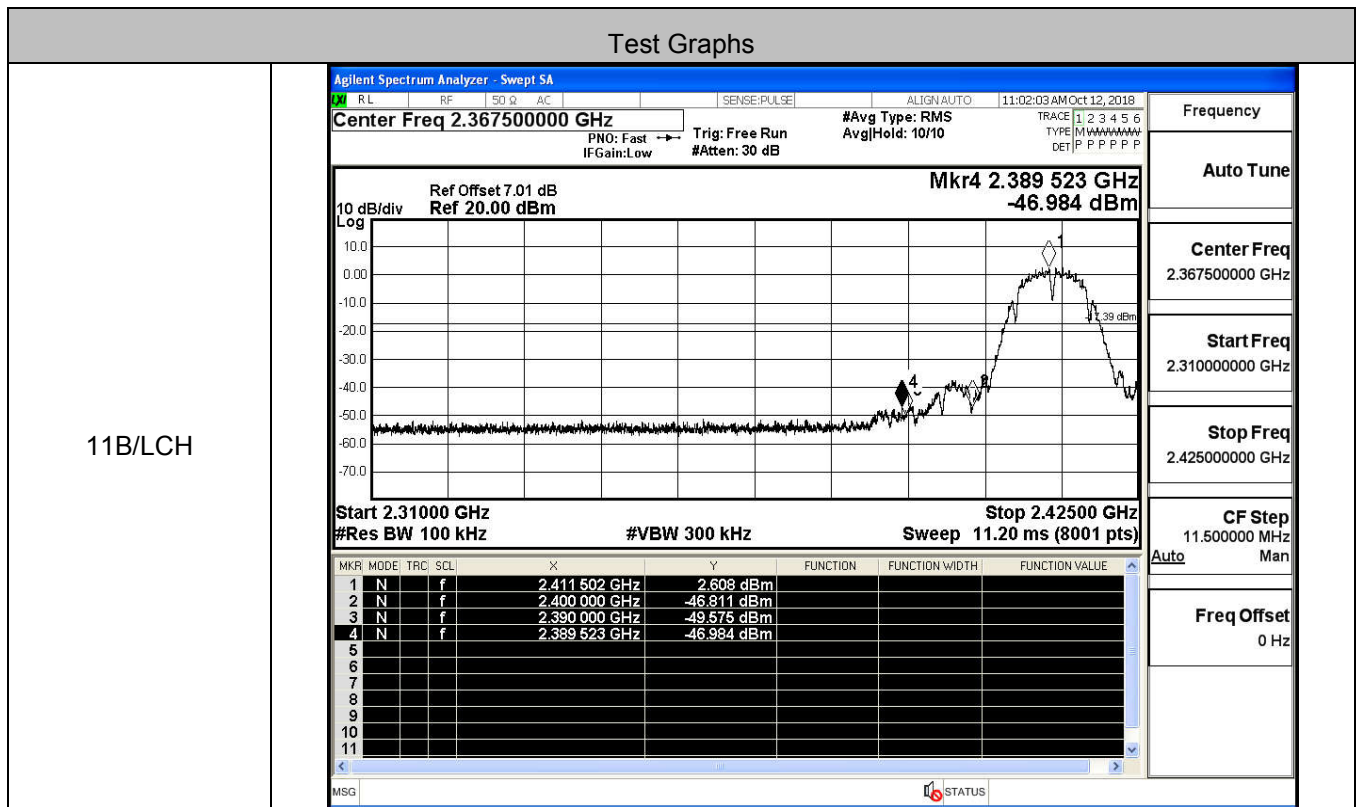 Test Graphs
11B/LCH
Agilent Spectrum Analyzer - Swept SA
LXI RL RF 50 Ω AC SENSE:PULSE ALIGN AUTO 11:02:03 AM Oct 12, 2018
Center Freq 2.367500000 GHz #Avg Type: RMS TRACE 1 2 3 4 5 6
PNO: Fast Trig: Free Run Avg|Hold: 10/10 TYPE M W W W W W
IFGain:Low #Atten: 30 dB DET P P P P P P
Mkr4 2.389 523 GHz
-46.984 dBm
Ref Offset 7.01 dB
10 dB/div Ref 20.00 dBm
Log
10.0
0.00
-10.0
-20.0
-30.0
-40.0
-50.0
-60.0
-70.0
1
4
Start 2.31000 GHz Stop 2.42500 GHz
#Res BW 100 kHz #VBW 300 kHz Sweep 11.20 ms (8001 pts)
MKR MODE TRC SCL X Y FUNCTION FUNCTION WIDTH FUNCTION VALUE
1 N f 2.411 502 GHz 2.608 dBm
2 N f 2.400 000 GHz -46.811 dBm
3 N f 2.390 000 GHz -49.575 dBm
4 N f 2.389 523 GHz -46.984 dBm
5
6
7
8
9
10
11
MSG STATUS
Frequency
Auto Tune
Center Freq
2.367500000 GHz
Start Freq
2.310000000 GHz
Stop Freq
2.425000000 GHz
CF Step
11.500000 MHz
Auto Man
Freq Offset
0 Hz